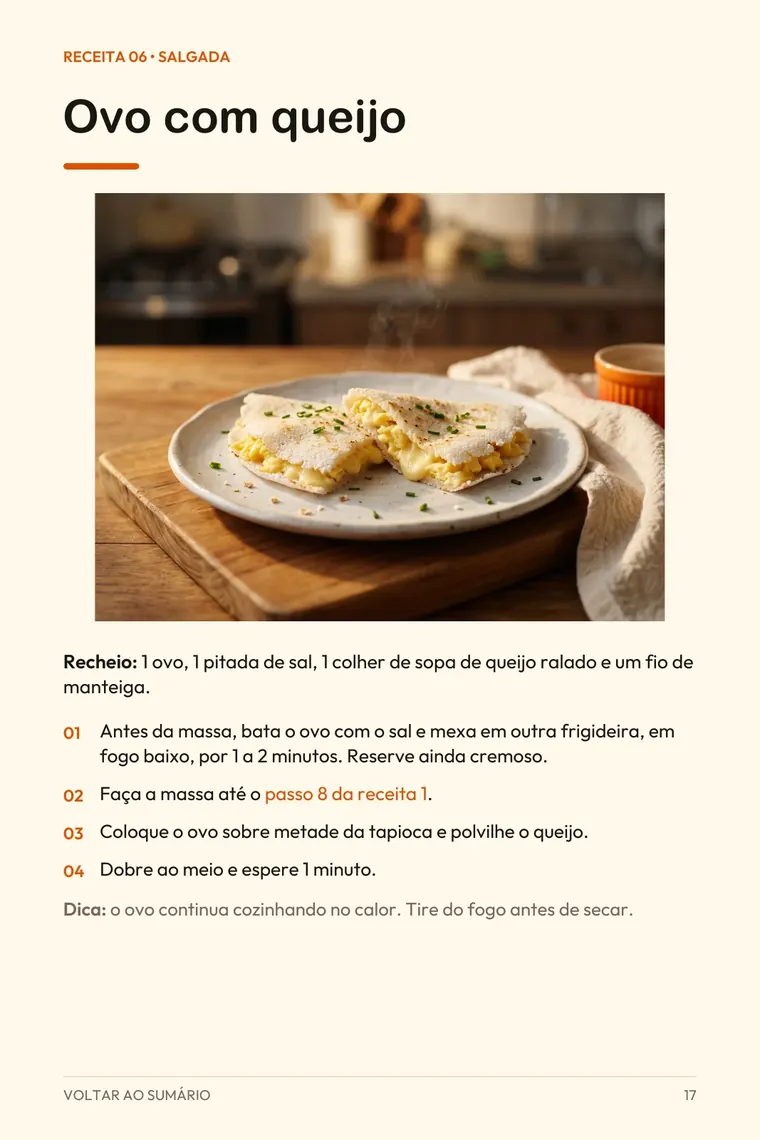 RECEITA 06 • SALGADA
Ovo com queijo
Recheio: 1 ovo, 1 pitada de sal, 1 colher de sopa de queijo ralado e um fio de
manteiga.
01 Antes da massa, bata o ovo com o sal e mexa em outra frigideira, em
fogo baixo, por 1 a 2 minutos. Reserve ainda cremoso.
02 Faça a massa até o passo 8 da receita 1.
03 Coloque o ovo sobre metade da tapioca e polvilhe o queijo.
04 Dobre ao meio e espere 1 minuto.
Dica: o ovo continua cozinhando no calor. Tire do fogo antes de secar.
VOLTAR AO SUMÁRIO 17